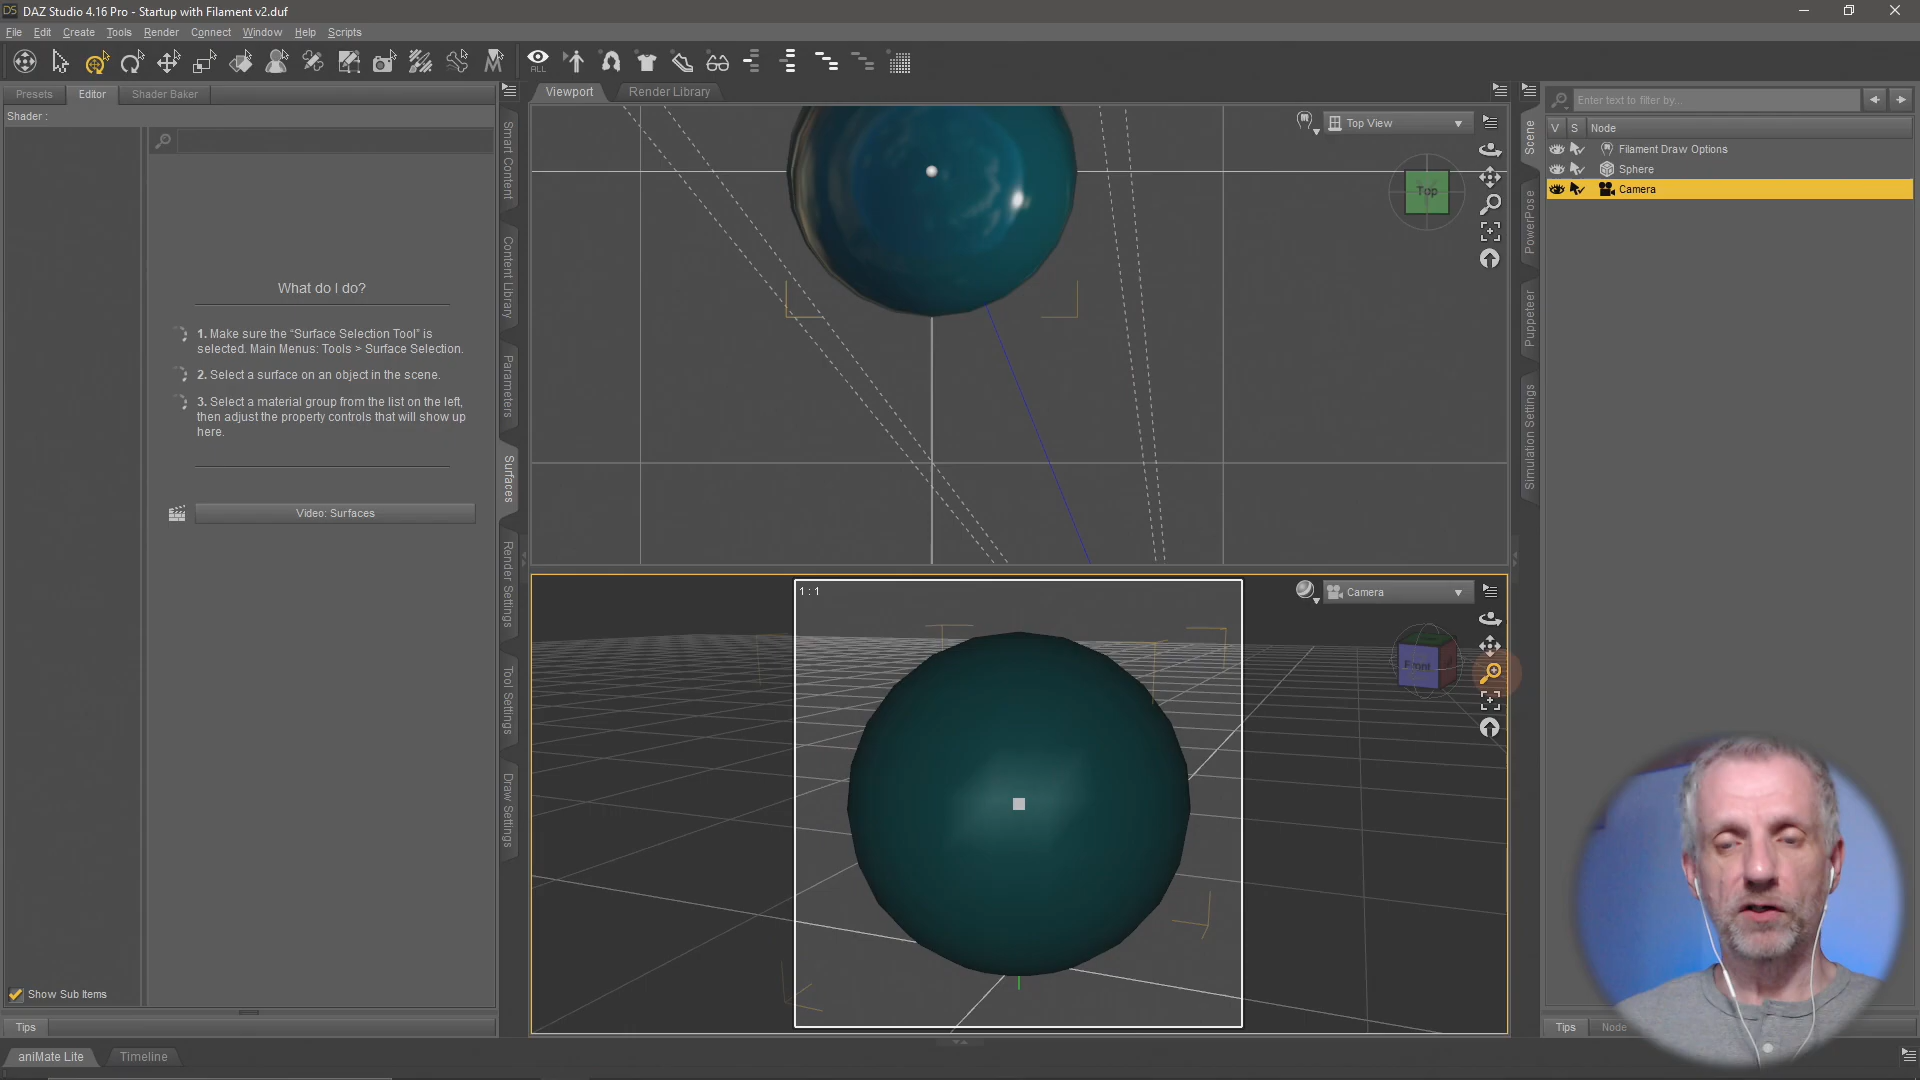 DS DAZ Studio 4.16 Pro - Startup with Filament v2.duf
File Edit Create Tools Render Connect Window Help Scripts
ALL
Presets Editor Shader Baker
Shader :
What do I do?
1. Make sure the “Surface Selection Tool” is
selected. Main Menus: Tools > Surface Selection.
2. Select a surface on an object in the scene.
3. Select a material group from the list on the left,
then adjust the property controls that will show up
here.
Video: Surfaces
Show Sub Items
Tips
aniMate Lite Timeline
Smart Content
Content Library
Parameters
Surfaces
Render Settings
Tool Settings
Draw Settings
Viewport Render Library
Top View
Top
1 : 1
Camera
Front
Scene
PowerPose
Puppeteer
Simulation Settings
Enter text to filter by...
V S Node
Filament Draw Options
Sphere
Camera
Tips Node